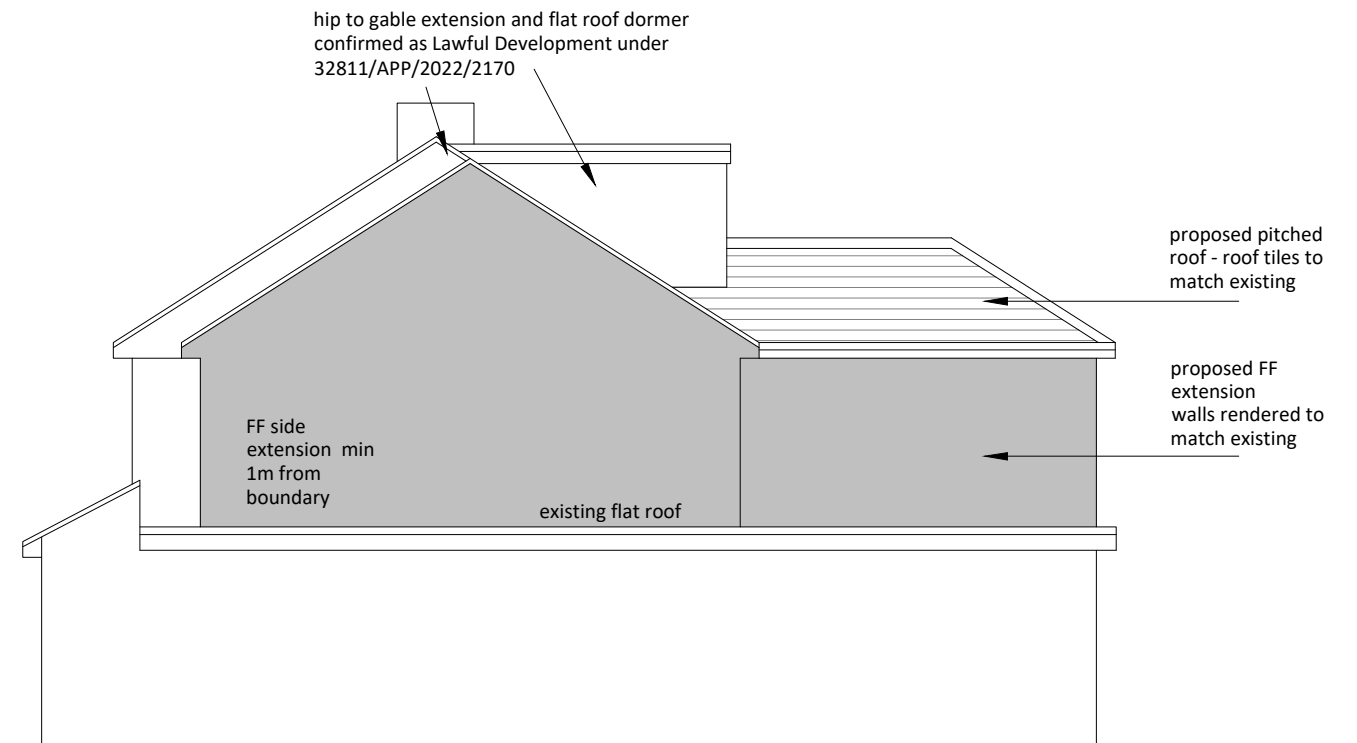 hip to gable extension and flat roof dormer
confirmed as Lawful Development under
32811/APP/2022/2170
proposed pitched
roof - roof tiles to
match existing
proposed FF
extension
walls rendered to
match existing
FF side
extension min
1m from
boundary
existing flat roof